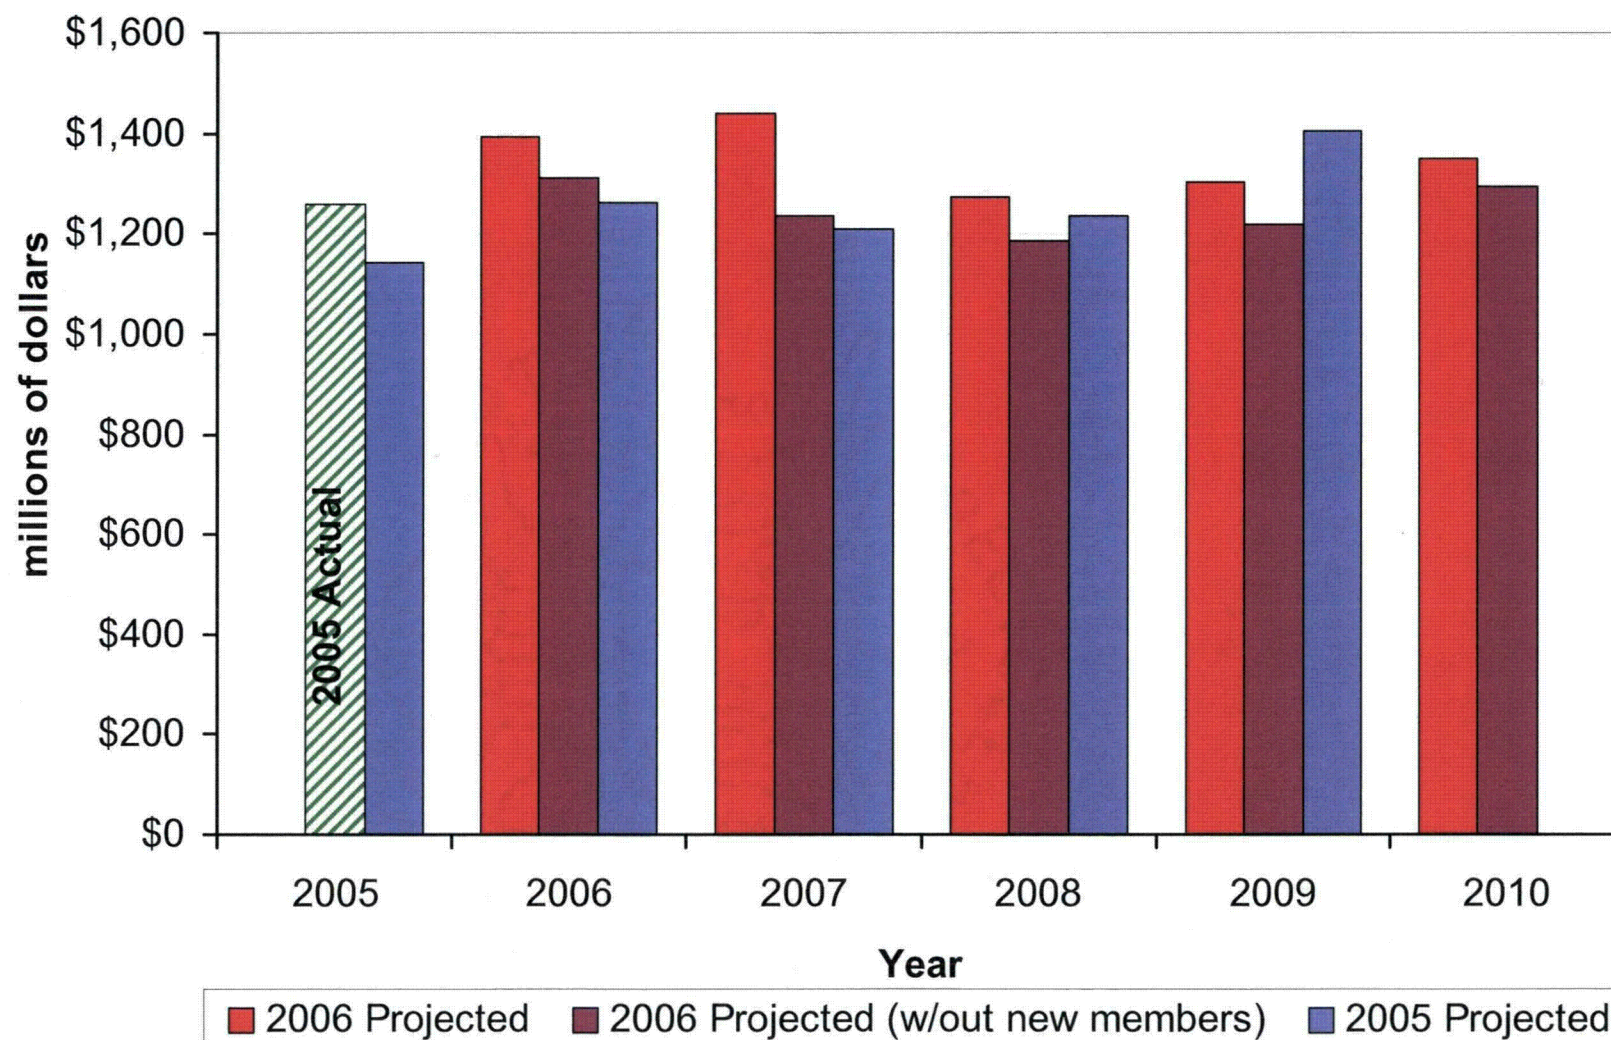 $1,600
$1,400
$1,200
$1,000
$800
$600
$400
$200
$0
millions of dollars
2005 Actual
2005 2006 2007 2008 2009 2010
Year
2006 Projected 2006 Projected (w/out new members) 2005 Projected